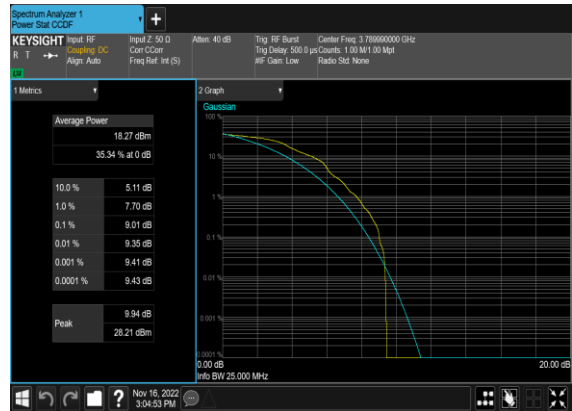 Spectrum Analyzer 1
Power Stat CCDF
KEYSIGHT
R T
Input: RF
Coupling: DC
Align: Auto
Input Z: 50 Ω
Corr CCorr
Freq Ref: Int (S)
Atten: 40 dB
Trig: RF Burst
Trig Delay: 500.0 µs
#IF Gain: Low
Center Freq: 3.789990000 GHz
Counts: 1.00 M/1.00 Mpt
Radio Std: None
1 Metrics
Average Power
18.27 dBm
35.34 % at 0 dB
10.0 % 5.11 dB
1.0 % 7.70 dB
0.1 % 9.01 dB
0.01 % 9.35 dB
0.001 % 9.41 dB
0.0001 % 9.43 dB
Peak
9.94 dB
28.21 dBm
2 Graph
Gaussian
100 %
10 %
1 %
0.1 %
0.01 %
0.001 %
0.0001 %
0.00 dB 20.00 dB
Info BW 25.000 MHz
? Nov 16, 2022
3:04:53 PM